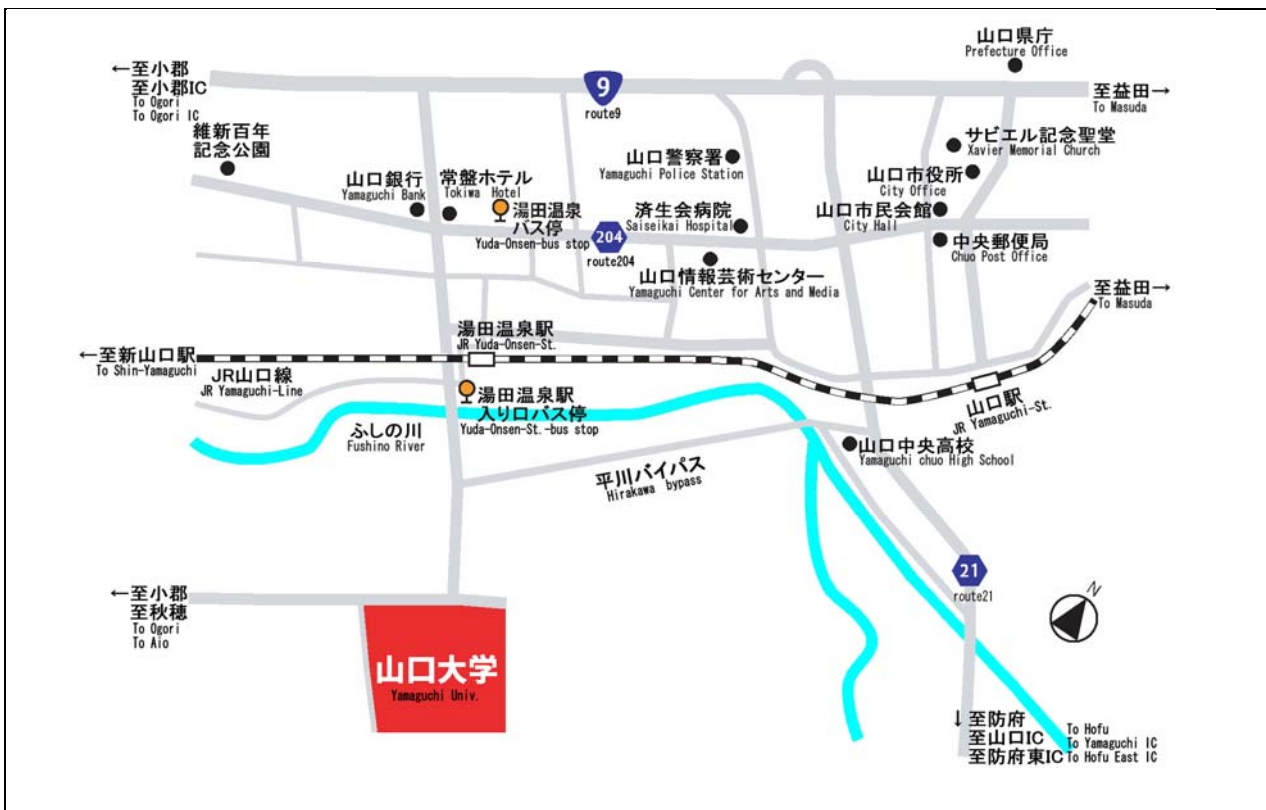 山口県庁
Prefecture Office
←至小郡
至小郡IC
To Ogori
To Ogori IC
9
route9
至益田→
To Masuda
維新百年
記念公園
山口警察署
Yamaguchi Police Station
サビエル記念聖堂
Xavier Memorial Church
山口市役所
City Office
山口銀行
Yamaguchi Bank
常盤ホテル
Tokiwa Hotel
湯田温泉
バス停
Yuda-Onsen-bus stop
204
route204
済生会病院
Saiseikai Hospital
山口市民会館
City Hall
中央郵便局
Chuo Post Office
山口情報芸術センター
Yamaguchi Center for Arts and Media
至益田→
To Masuda
湯田温泉駅
JR Yuda-Onsen-St.
←至新山口駅
To Shin-Yamaguchi
JR山口線
JR Yamaguchi-Line
湯田温泉駅
入り口バス停
Yuda-Onsen-St.-bus stop
山口駅
JR Yamaguchi-St.
ふしの川
Fushino River
山口中央高校
Yamaguchi chuo High School
平川バイパス
Hirakawa bypass
21
route21
N
←至小郡
至秋穂
To Ogori
To Aio
山口大学
Yamaguchi Univ.
↓至防府
至山口IC
至防府東IC
To Hofu
To Yamaguchi IC
To Hofu East IC